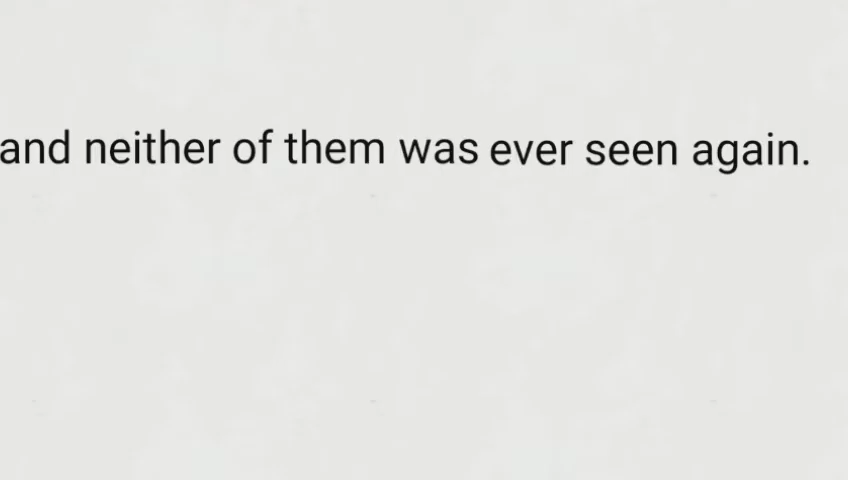 and neither of them was ever seen again.